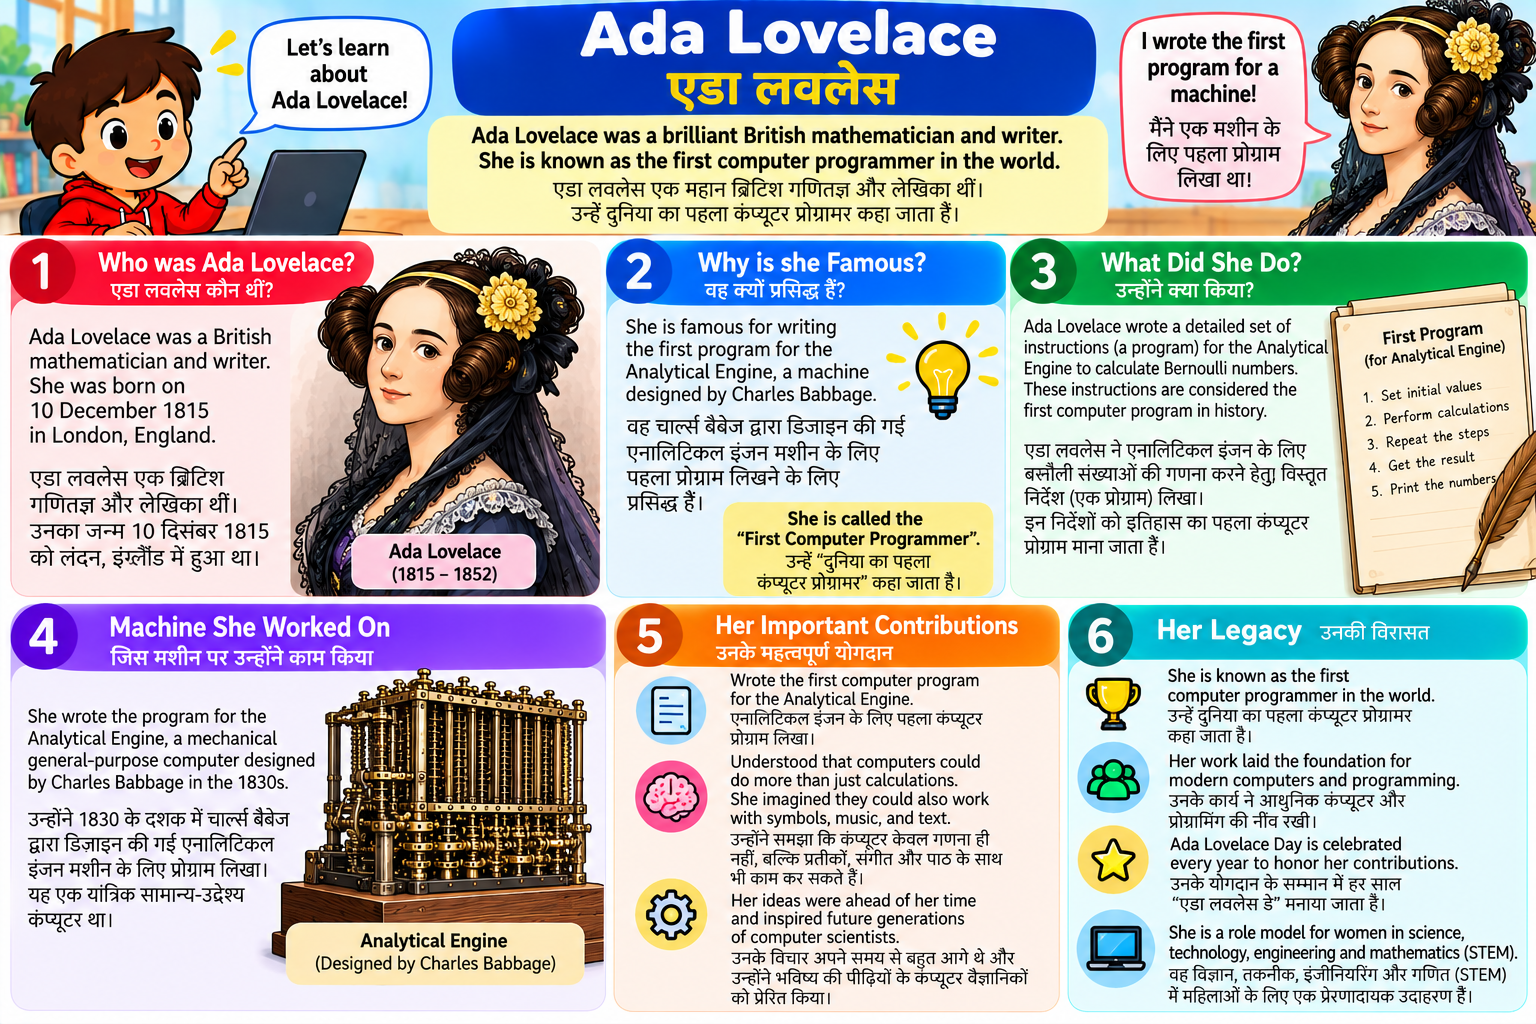 Let's learn
about
Ada Lovelace!
Ada Lovelace
एडा लवलेस
Ada Lovelace was a brilliant British mathematician and writer.
She is known as the first computer programmer in the world.
एडा लवलेस एक महान ब्रिटिश गणितज्ञ और लेखिका थीं।
उन्हें दुनिया का पहला कंप्यूटर प्रोग्रामर कहा जाता हैं।
I wrote the first
program for a
machine!
मैंने एक मशीन के
लिए पहला प्रोग्राम
लिखा था!
1
Who was Ada Lovelace?
एडा लवलेस कौन थीं?
Ada Lovelace was a British
mathematician and writer.
She was born on
10 December 1815
in London, England.
एडा लवलेस एक ब्रिटिश
गणितज्ञ और लेखिका थीं।
उनका जन्म 10 दिसंबर 1815
को लंदन, इंग्लैंड में हुआ था।
Ada Lovelace
(1815 – 1852)
2
Why is she Famous?
वह क्यों प्रसिद्ध हैं?
She is famous for writing
the first program for the
Analytical Engine, a machine
designed by Charles Babbage.
वह चार्ल्स बैबेज द्वारा डिजाइन की गई
एनालिटिकल इंजन मशीन के लिए
पहला प्रोग्राम लिखने के लिए
प्रसिद्ध हैं।
She is called the
“First Computer Programmer”.
उन्हें “दुनिया का पहला
कंप्यूटर प्रोग्रामर” कहा जाता है।
3
What Did She Do?
उन्होंने क्या किया?
Ada Lovelace wrote a detailed set of
instructions (a program) for the Analytical
Engine to calculate Bernoulli numbers.
These instructions are considered the
first computer program in history.
एडा लवलेस ने एनालिटिकल इंजन के लिए
बर्सौली संख्याओं की गणना करने हेतु विस्तृत
निर्देश (एक प्रोग्राम) लिखा।
इन निर्देशों को इतिहास का पहला कंप्यूटर
प्रोग्राम माना जाता हैं।
First Program
(for Analytical Engine)
1. Set initial values
2. Perform calculations
3. Repeat the steps
4. Get the result
5. Print the numbers
4
Machine She Worked On
जिस मशीन पर उन्होंने काम किया
She wrote the program for the
Analytical Engine, a mechanical
general-purpose computer designed
by Charles Babbage in the 1830s.
उन्होंने 1830 के दशक में चार्ल्स बैबेज
द्वारा डिज़ाइन की गई एनालिटिकल
इंजन मशीन के लिए प्रोग्राम लिखा।
यह एक यांत्रिक सामान्य-उद्देश्य
कंप्यूटर था।
Analytical Engine
(Designed by Charles Babbage)
5
Her Important Contributions
उनके महत्वपूर्ण योगदान
Wrote the first computer program
for the Analytical Engine.
एनालिटिकल इंजन के लिए पहला कंप्यूटर
प्रोग्राम लिखा।
Understood that computers could
do more than just calculations.
She imagined they could also work
with symbols, music, and text.
उन्होंने समझा कि कंप्यूटर केवल गणना ही
नहीं, बल्कि प्रतीकों, संगीत और पाठ के साथ
भी काम कर सकते हैं।
Her ideas were ahead of her time
and inspired future generations
of computer scientists.
उनके विचार अपने समय से बहुत आगे थे और
उन्होंने भविष्य की पीढ़ियों के कंप्यूटर वैज्ञानिकों
को प्रेरित किया।
6
Her Legacy उनकी विरासत
She is known as the first
computer programmer in the world.
उन्हें दुनिया का पहला कंप्यूटर प्रोग्रामर
कहा जाता है।
Her work laid the foundation for
modern computers and programming.
उनके कार्य ने आधुनिक कंप्यूटर और
प्रोग्रामिंग की नींव रखी।
Ada Lovelace Day is celebrated
every year to honor her contributions.
उनके योगदान के सम्मान में हर साल
“एडा लवलेस डे” मनाया जाता है।
She is a role model for women in science,
technology, engineering and mathematics (STEM).
वह विज्ञान, तकनीक, इंजीनियरिंग और गणित (STEM)
में महिलाओं के लिए एक प्रेरणादायक उदाहरण हैं।